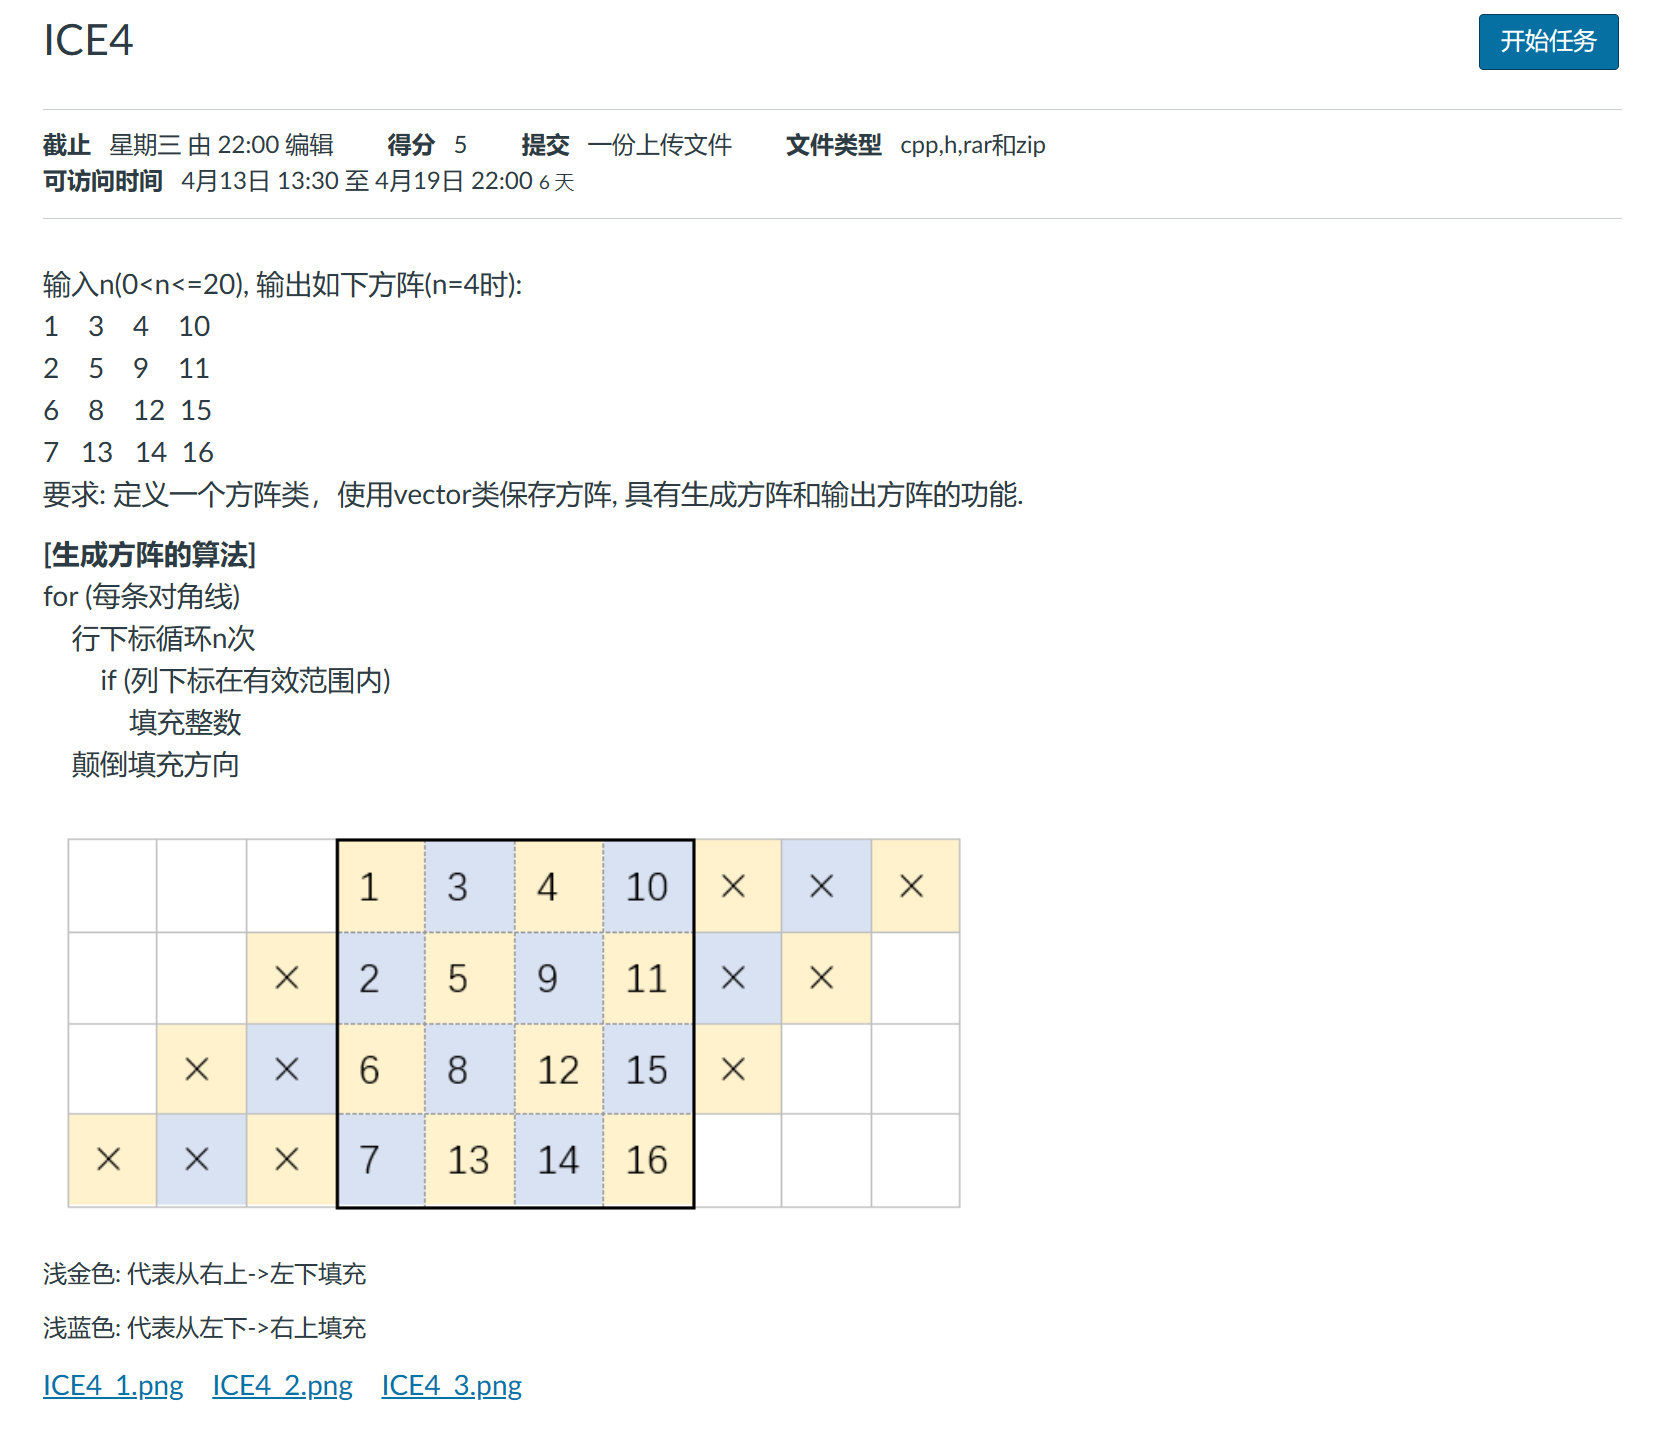 ICE4
开始任务
截止 星期三 由 22:00 编辑 得分 5 提交 一份上传文件 文件类型 cpp,h,rar和zip
可访问时间 4月13日 13:30 至 4月19日 22:00 6 天
输入n(0<n<=20), 输出如下方阵(n=4时):
1 3 4 10
2 5 9 11
6 8 12 15
7 13 14 16
要求: 定义一个方阵类，使用vector类保存方阵, 具有生成方阵和输出方阵的功能.
[生成方阵的算法]
for (每条对角线)
行下标循环n次
if (列下标在有效范围内)
填充整数
颠倒填充方向
1 3 4 10 × × ×
× 2 5 9 11 × ×
× × 6 8 12 15 ×
× × × 7 13 14 16
浅金色: 代表从右上->左下填充
浅蓝色: 代表从左下->右上填充
ICE4_1.png ICE4_2.png ICE4_3.png